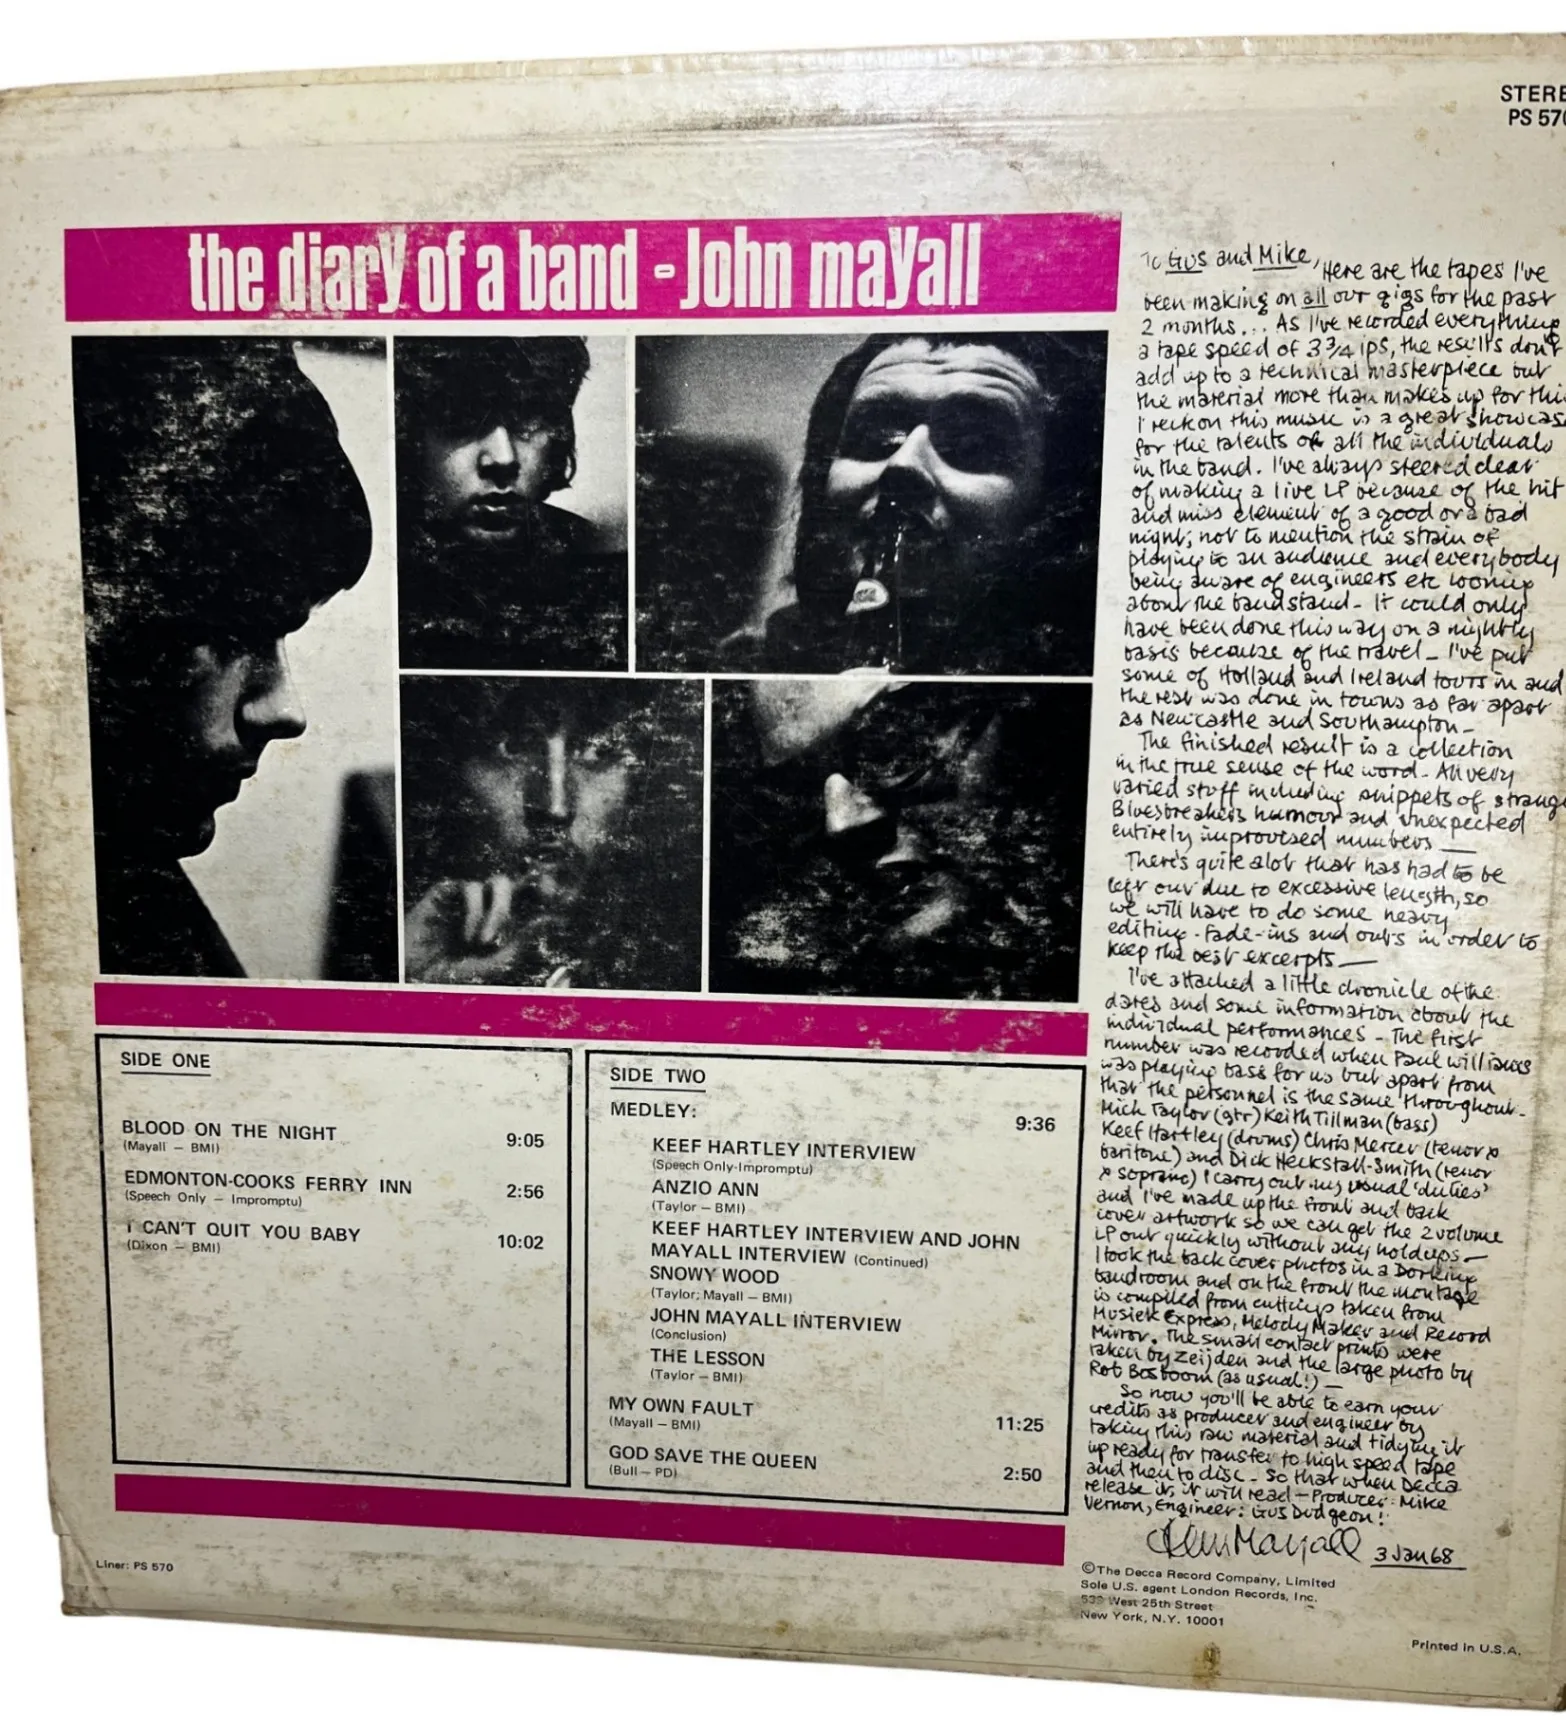 STERE
PS 570
the diary of a band - John mayall
To Gus and Mike, Here are the tapes I've
been making on all our gigs for the past
2 months... As I've recorded everything
a tape speed of 3 3/4 ips, the results don't
add up to a technical masterpiece but
the material more than makes up for this
I reckon this music is a great showcas
for the talents of all the individuals
in the band. I've always steered clear
of making a live LP because of the hit
and miss element of a good or a bad
night; not to mention the strain of
playing to an audience and everybody
being aware of engineers etc looming
about the bandstand - It could only
have been done this way on a nightly
basis because of the travel - I've put
some of Holland and Ireland tours in and
the rest was done in towns as far apart
as Newcastle and Southampton -
The finished result is a collection
in the true sense of the word - All very
varied stuff including snippets of strang
Bluesbreakers humour and unexpected
entirely improvised numbers —
There's quite alot that has had to be
left out due to excessive length, so
we will have to do some heavy
editing - fade-ins and outs in order to
keep the best excerpts —
I've attached a little chronicle of the
dates and some information about the
individual performances - The first
number was recorded when Paul Williams
was playing bass for us but apart from
that the personnel is the same throughout -
Mick Taylor (gtr) Keith Tillman (bass)
Keef Hartley (drums) Chris Mercer (tenor &
baritone) and Dick Heckstall-Smith (tenor
& soprano) I carry out my usual 'duties'
and I've made up the front and back
cover artwork so we can get the 2 volume
LP out quickly without any holdups —
I took the back cover photos in a Dorking
bandroom and on the front the montage
is compiled from cuttings taken from
Musiek Express, Melody Maker and Record
Mirror. The small contact prints were
taken by Zeijden and the large photo by
Rob Bosboom (as usual!) —
So now you'll be able to earn your
credits as producer and engineer by
taking this raw material and tidying it
up ready for transfer to high speed tape
and then to disc - So that when Decca
release it, it will read - Producer: Mike
Vernon, Engineer: Gus Dudgeon!
John Mayall 3 Jan 68
SIDE ONE
BLOOD ON THE NIGHT 9:05
(Mayall – BMI)
EDMONTON-COOKS FERRY INN 2:56
(Speech Only – Impromptu)
I CAN'T QUIT YOU BABY 10:02
(Dixon – BMI)
SIDE TWO
MEDLEY: 9:36
KEEF HARTLEY INTERVIEW
(Speech Only-Impromptu)
ANZIO ANN
(Taylor – BMI)
KEEF HARTLEY INTERVIEW AND JOHN
MAYALL INTERVIEW (Continued)
SNOWY WOOD
(Taylor; Mayall – BMI)
JOHN MAYALL INTERVIEW
(Conclusion)
THE LESSON
(Taylor – BMI)
MY OWN FAULT 11:25
(Mayall – BMI)
GOD SAVE THE QUEEN 2:50
(Bull – PD)
Liner: PS 570
©The Decca Record Company, Limited
Sole U.S. agent London Records, Inc.
539 West 25th Street
New York, N.Y. 10001
Printed in U.S.A.